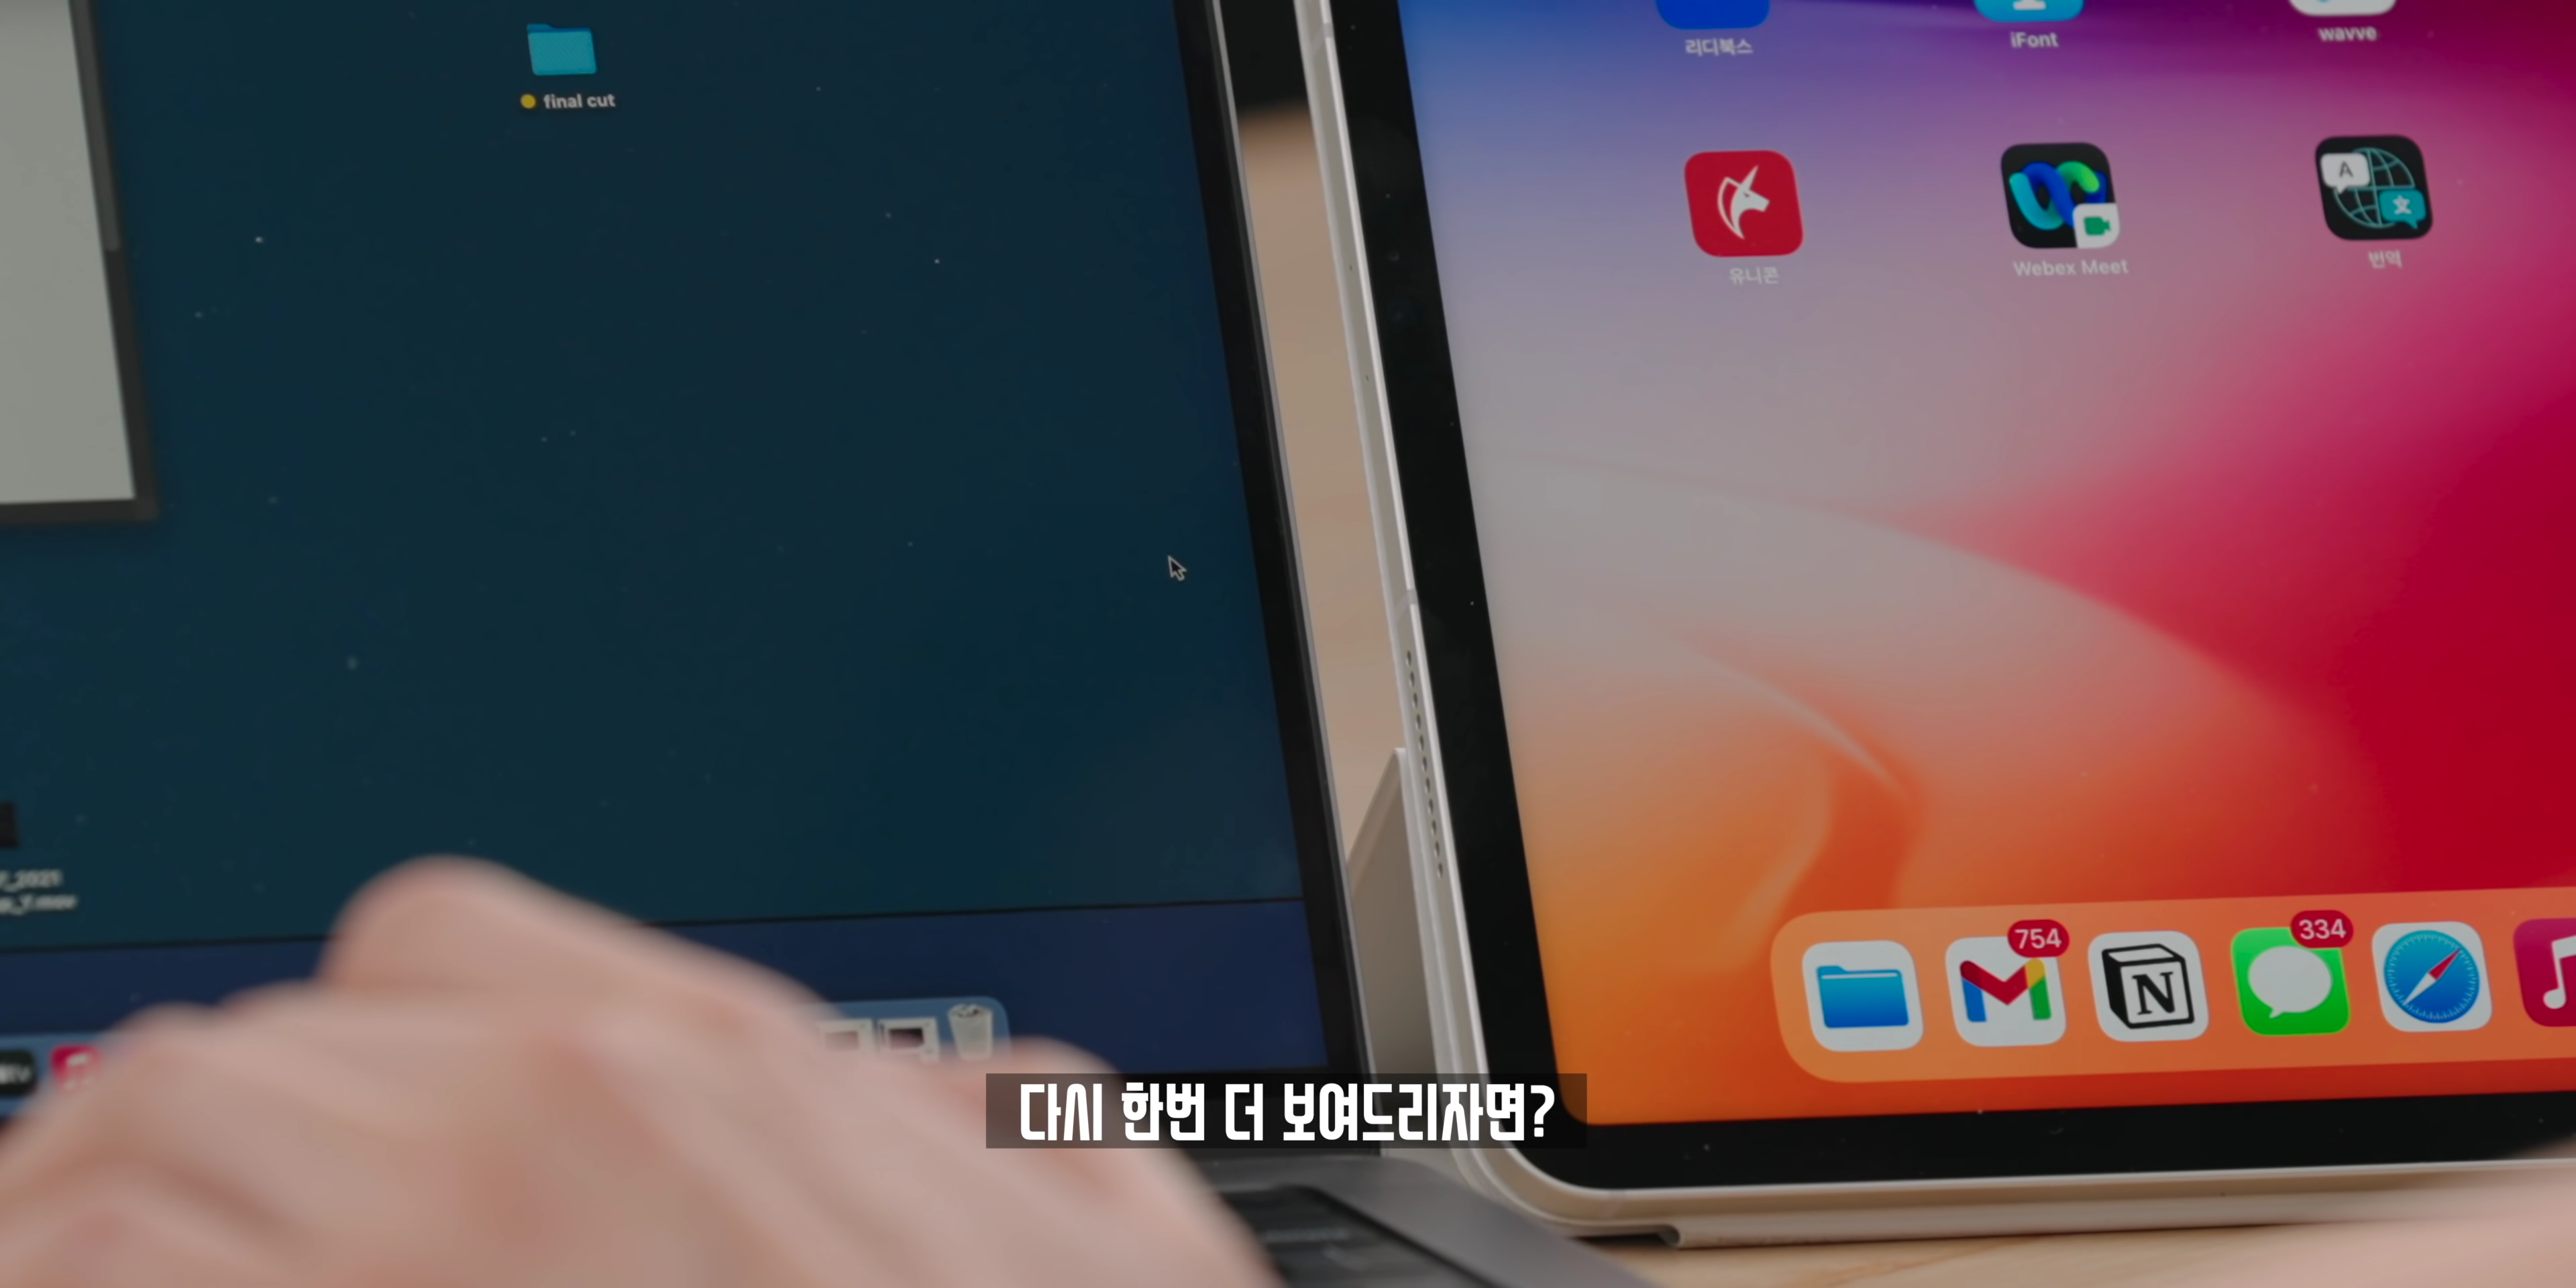 final cut
리디북스
iFont
wavve
유니콘
Webex Meet
A
文
번역
754
N
334
다시 한번 더 보여드리자면?